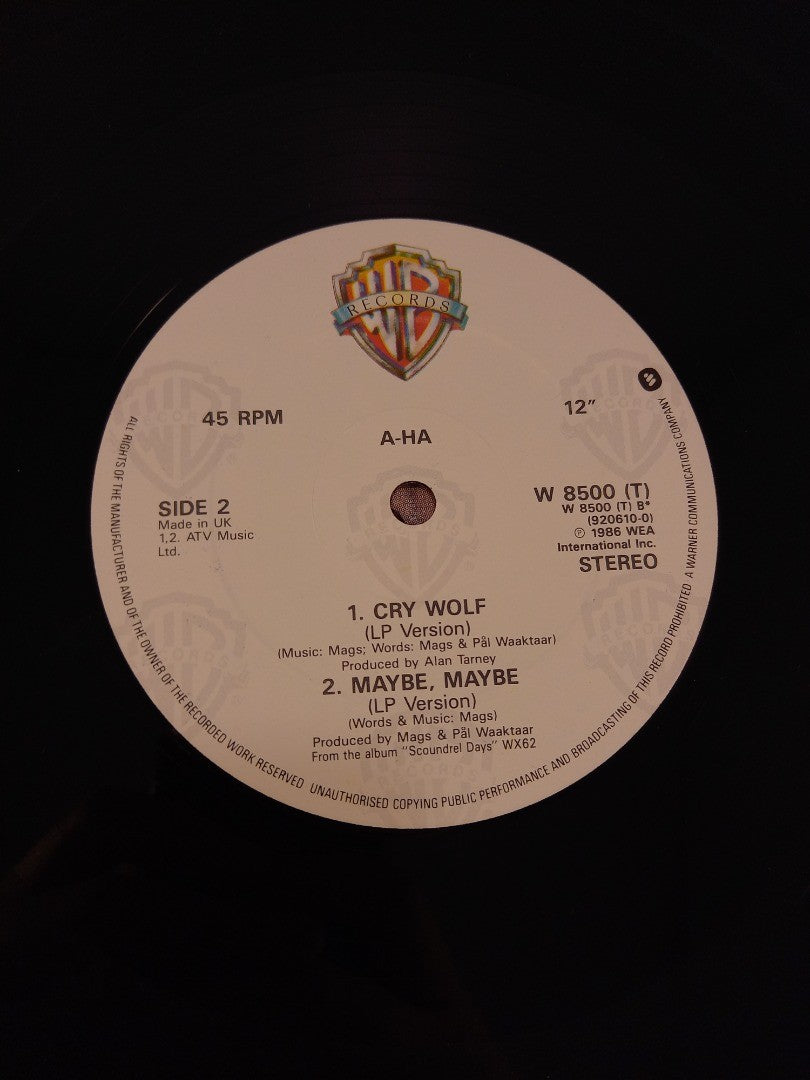 WB
RECORDS
45 RPM
12"
A-HA
SIDE 2
Made in UK
1.2. ATV Music
Ltd.
W 8500 (T)
W 8500 (T) B*
(920610-0)
℗ 1986 WEA
International Inc.
STEREO
1. CRY WOLF
(LP Version)
(Music: Mags; Words: Mags & Pål Waaktaar)
Produced by Alan Tarney
2. MAYBE, MAYBE
(LP Version)
(Words & Music: Mags)
Produced by Mags & Pål Waaktaar
From the album "Scoundrel Days" WX62
ALL RIGHTS OF THE MANUFACTURER AND OF THE OWNER OF THE RECORDED WORK RESERVED UNAUTHORISED COPYING PUBLIC PERFORMANCE AND BROADCASTING OF THIS RECORD PROHIBITED A WARNER COMMUNICATIONS COMPANY